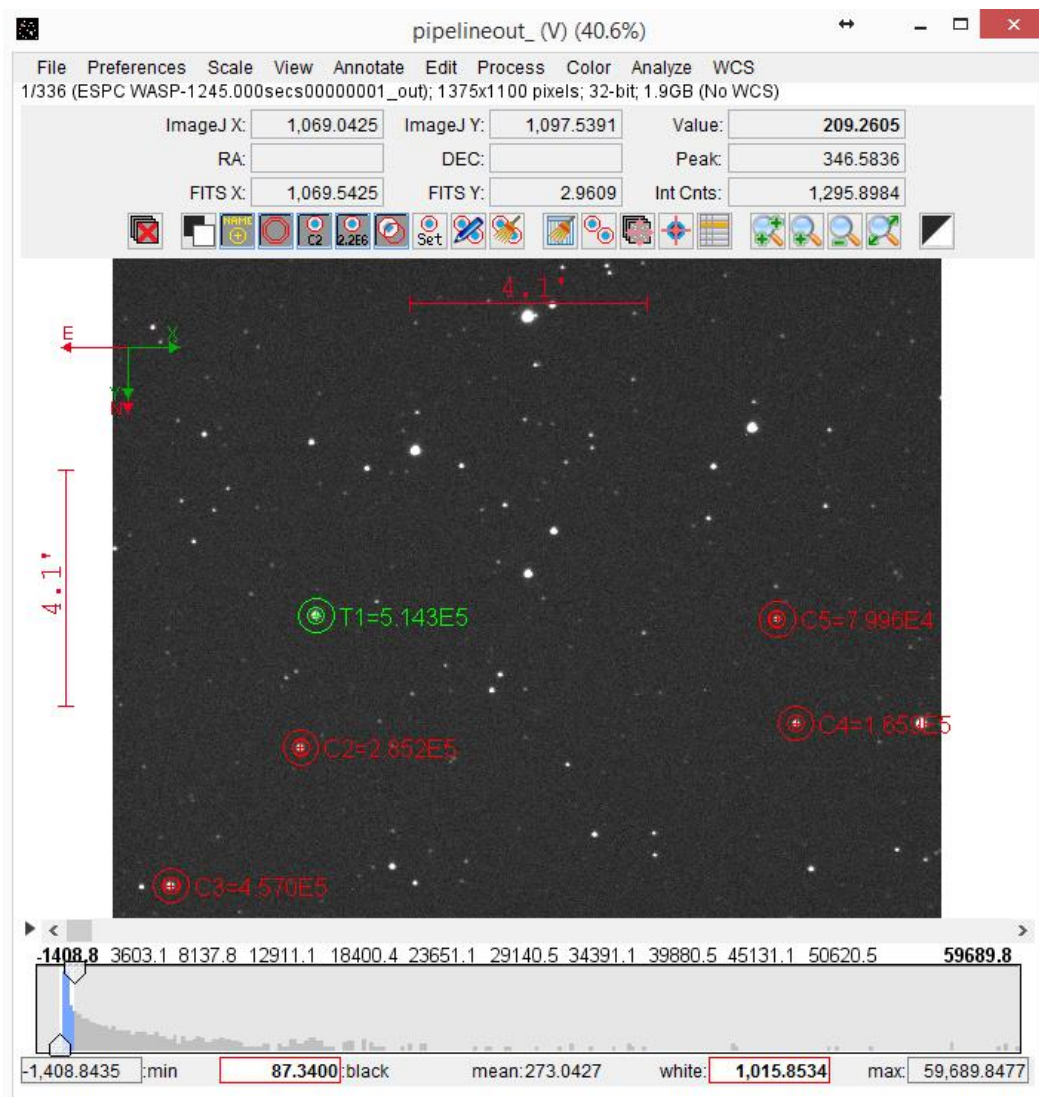 pipelineout_ (V) (40.6%)
File Preferences Scale View Annotate Edit Process Color Analyze WCS
1/336 (ESPC WASP-1245.000secs00000001_out); 1375x1100 pixels; 32-bit; 1.9GB (No WCS)
ImageJ X: 1,069.0425 ImageJ Y: 1,097.5391 Value: 209.2605
RA: DEC: Peak: 346.5836
FITS X: 1,069.5425 FITS Y: 2.9609 Int Cnts: 1,295.8984
NAME C2 2.2E6 Set
4.1'
E X
Y
N
4.1'
T1=5.143E5
C5=7.996E4
C4=1.659E5
C2=2.852E5
C3=4.570E5
-1408.8 3603.1 8137.8 12911.1 18400.4 23651.1 29140.5 34391.1 39880.5 45131.1 50620.5 59689.8
-1,408.8435 :min 87.3400 :black mean:273.0427 white: 1,015.8534 max: 59,689.8477